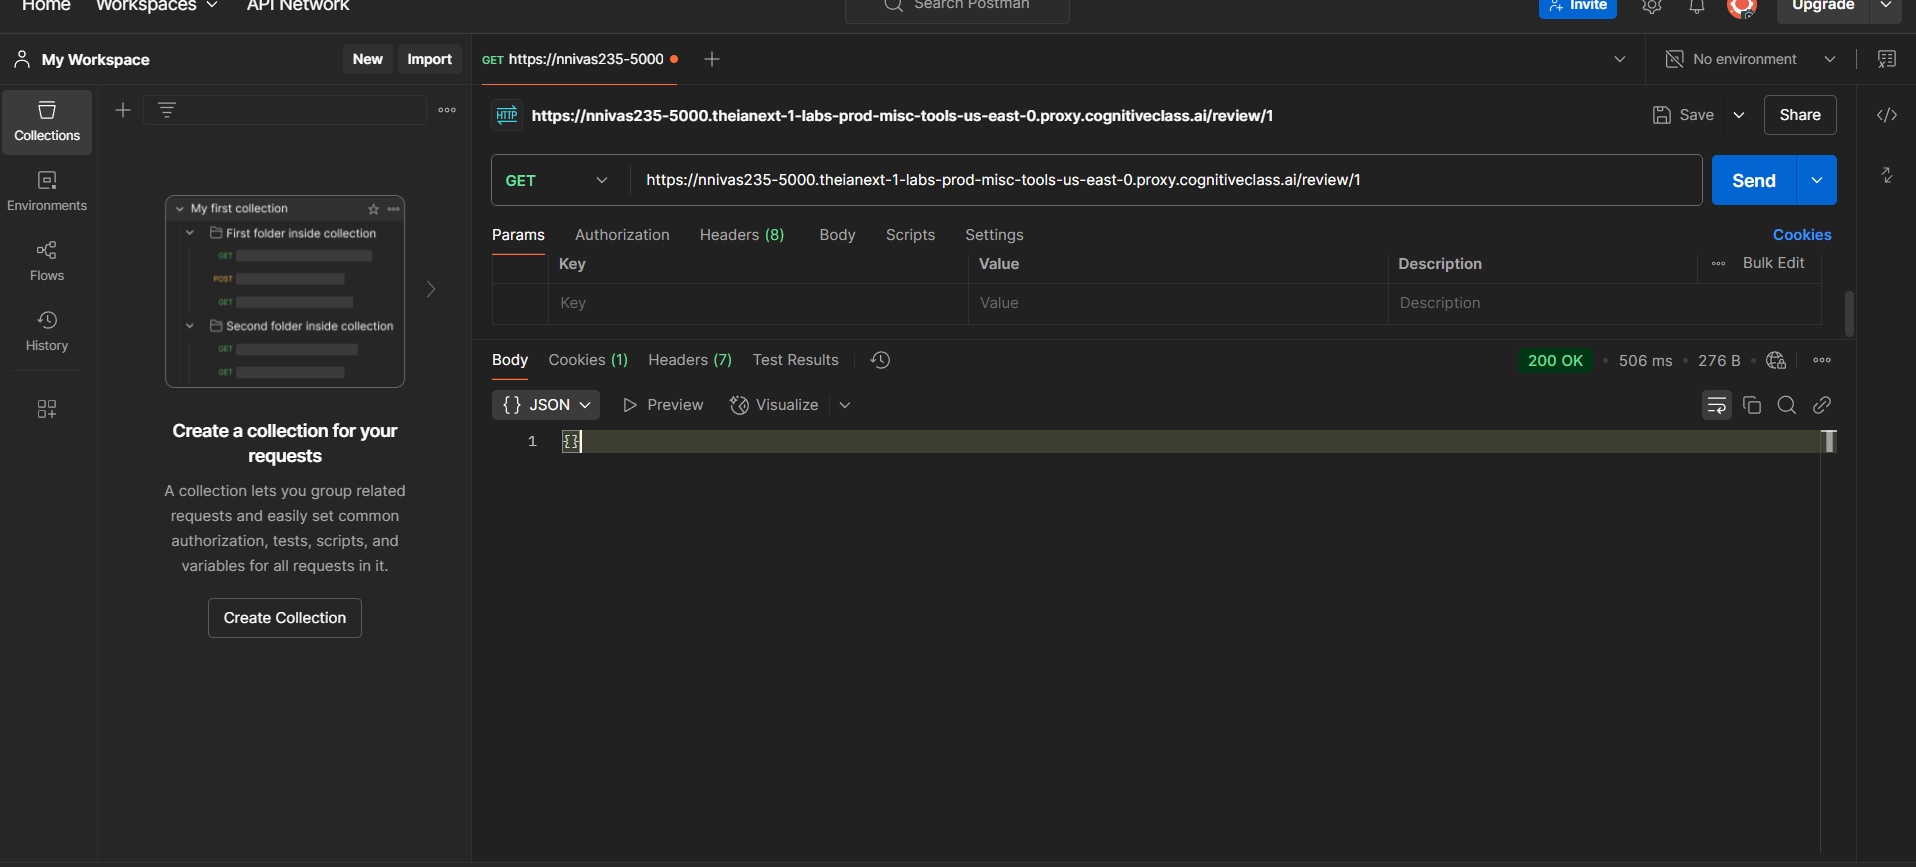 Home Workspaces API Network Search Postman Invite Upgrade
My Workspace New Import GET https://nnivas235-5000 No environment
Collections
Environments
Flows
History
My first collection
First folder inside collection
GET
POST
GET
Second folder inside collection
GET
GET
Create a collection for your
requests
A collection lets you group related
requests and easily set common
authorization, tests, scripts, and
variables for all requests in it.
Create Collection
HTTP https://nnivas235-5000.theianext-1-labs-prod-misc-tools-us-east-0.proxy.cognitiveclass.ai/review/1 Save Share
GET https://nnivas235-5000.theianext-1-labs-prod-misc-tools-us-east-0.proxy.cognitiveclass.ai/review/1 Send
Params Authorization Headers (8) Body Scripts Settings Cookies
Key Value Description Bulk Edit
Key Value Description
Body Cookies (1) Headers (7) Test Results 200 OK 506 ms 276 B
{} JSON Preview Visualize
1 {}